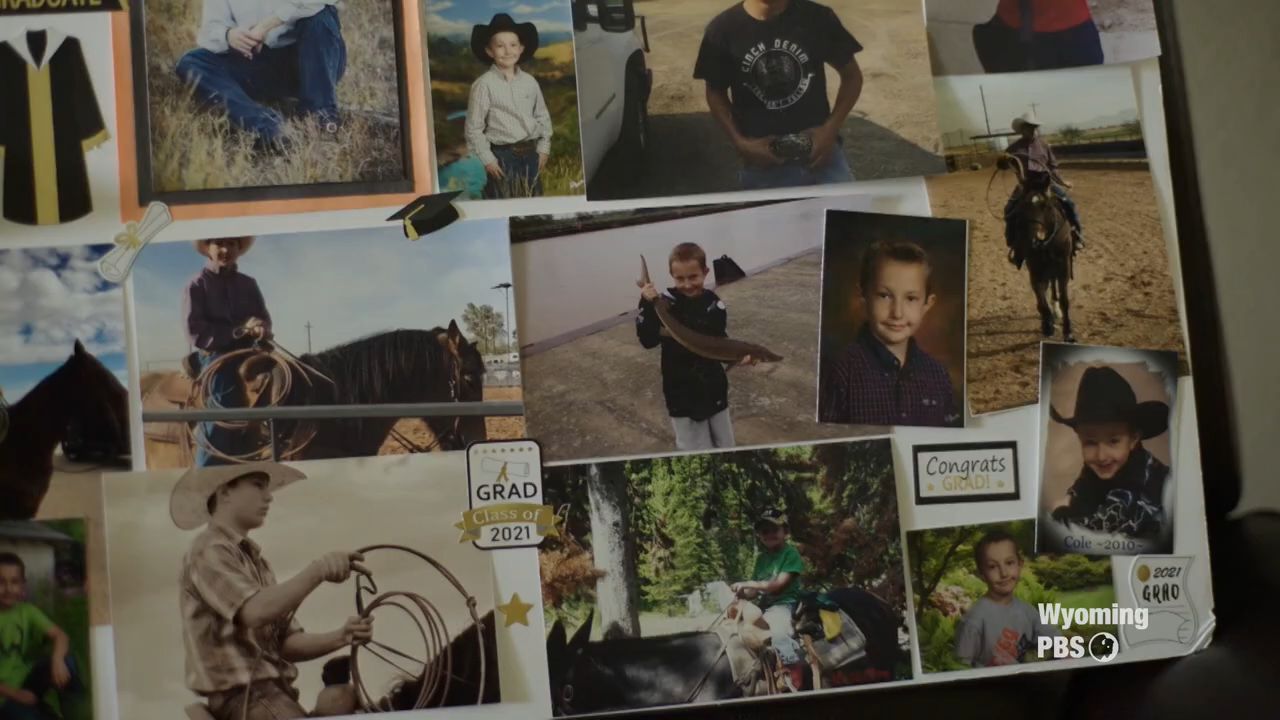 GRADUATE
CINCH DENIM
GRAD
Class of
2021
Congrats
GRAD!
Cole ~2010~
2021
GRAD
Wyoming
PBS